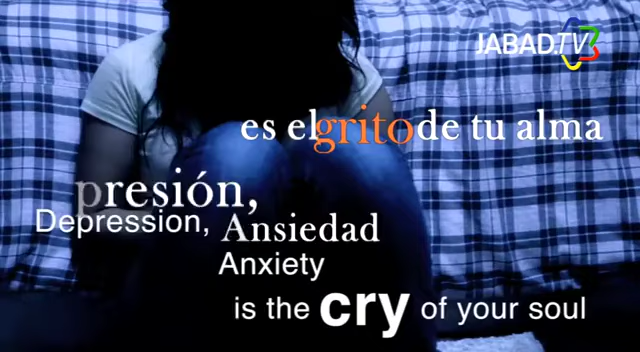 JABAD.TV
es el grito de tu alma
presión,
Depression,
Ansiedad
Anxiety
is the cry of your soul